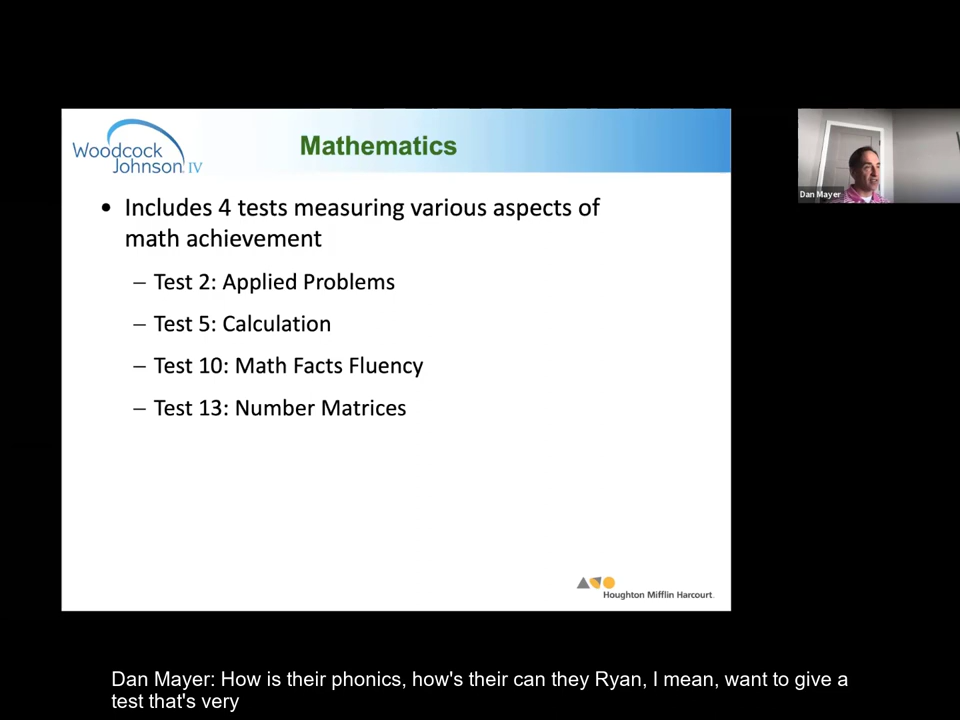 Woodcock
Johnson IV
Mathematics
• Includes 4 tests measuring various aspects of
math achievement
– Test 2: Applied Problems
– Test 5: Calculation
– Test 10: Math Facts Fluency
– Test 13: Number Matrices
Houghton Mifflin Harcourt
Dan Mayer
Dan Mayer: How is their phonics, how's their can they Ryan, I mean, want to give a
test that's very